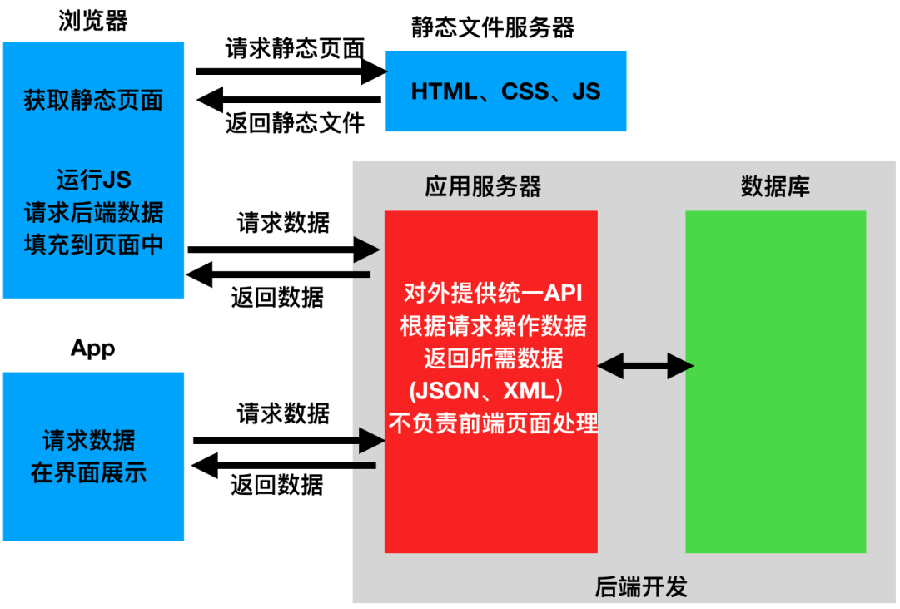 浏览器
静态文件服务器
请求静态页面
获取静态页面
HTML、CSS、JS
返回静态文件
运行JS
请求后端数据
填充到页面中
应用服务器
数据库
请求数据
返回数据
对外提供统一API
根据请求操作数据
返回所需数据
(JSON、XML）
不负责前端页面处理
App
请求数据
在界面展示
请求数据
返回数据
后端开发